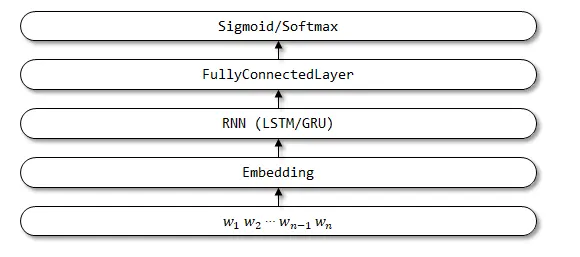 Sigmoid/Softmax
FullyConnectedLayer
RNN (LSTM/GRU)
Embedding
w₁ w₂ ⋯ wₙ₋₁ wₙ